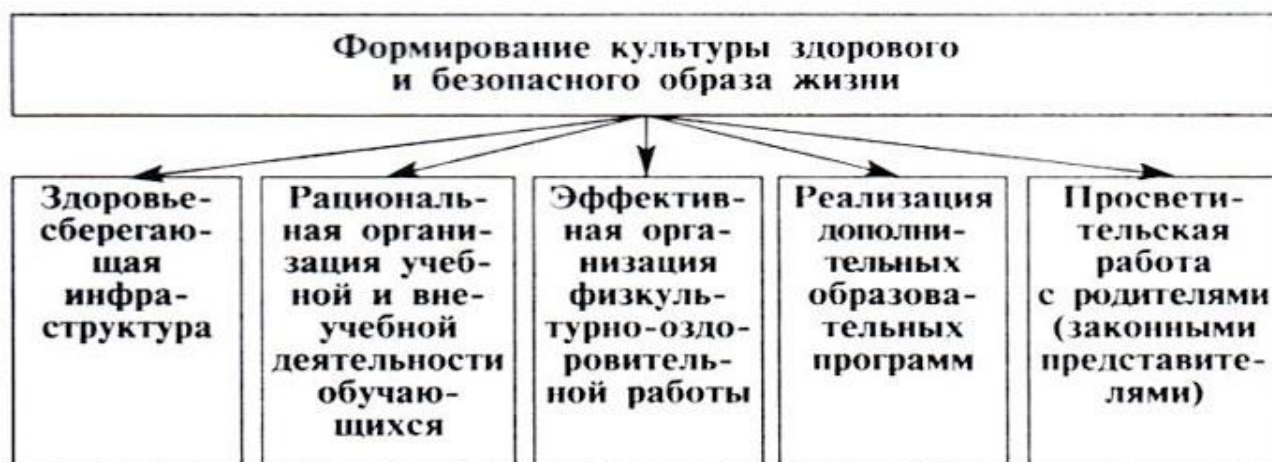 Формирование культуры здорового
и безопасного образа жизни
Здоровье-
сберегаю-
щая
инфра-
структура
Рациональ-
ная органи-
зация учеб-
ной и вне-
учебной
деятельности
обучаю-
щихся
Эффектив-
ная орга-
низация
физкуль-
турно-оздо-
ровитель-
ной работы
Реализация
дополни-
тельных
образова-
тельных
программ
Просвети-
тельская
работа
с родителями
(законными
представите-
лями)